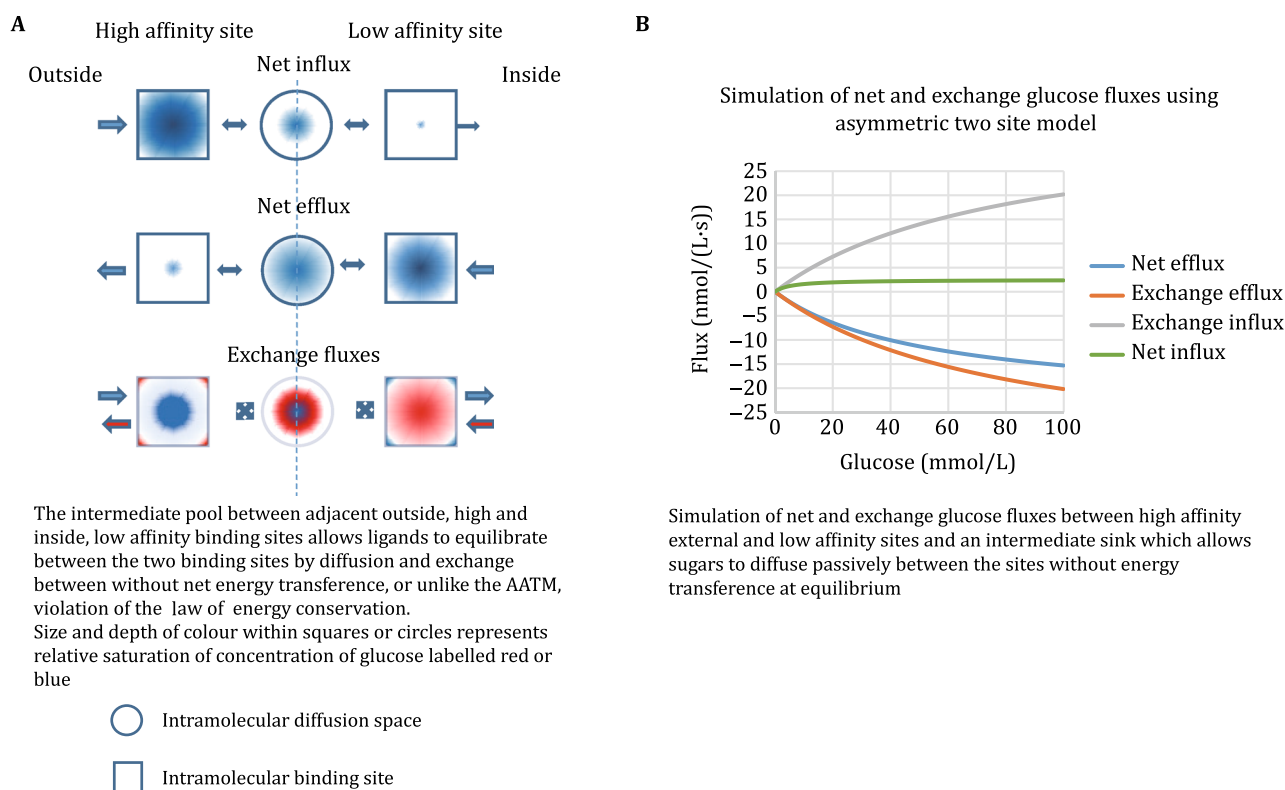 A
High affinity site
Low affinity site
Outside
Net influx
Inside
Net efflux
Exchange fluxes
The intermediate pool between adjacent outside, high and
inside, low affinity binding sites allows ligands to equilibrate
between the two binding sites by diffusion and exchange
between without net energy transference, or unlike the AATM,
violation of the law of energy conservation.
Size and depth of colour within squares or circles represents
relative saturation of concentration of glucose labelled red or
blue
Intramolecular diffusion space
Intramolecular binding site
B
Simulation of net and exchange glucose fluxes using
asymmetric two site model
Flux (nmol/(L·s))
25
20
15
10
5
0
−5
−10
−15
−20
−25
0 20 40 60 80 100
Glucose (mmol/L)
Net efflux
Exchange efflux
Exchange influx
Net influx
Simulation of net and exchange glucose fluxes between high affinity
external and low affinity sites and an intermediate sink which allows
sugars to diffuse passively between the sites without energy
transference at equilibrium